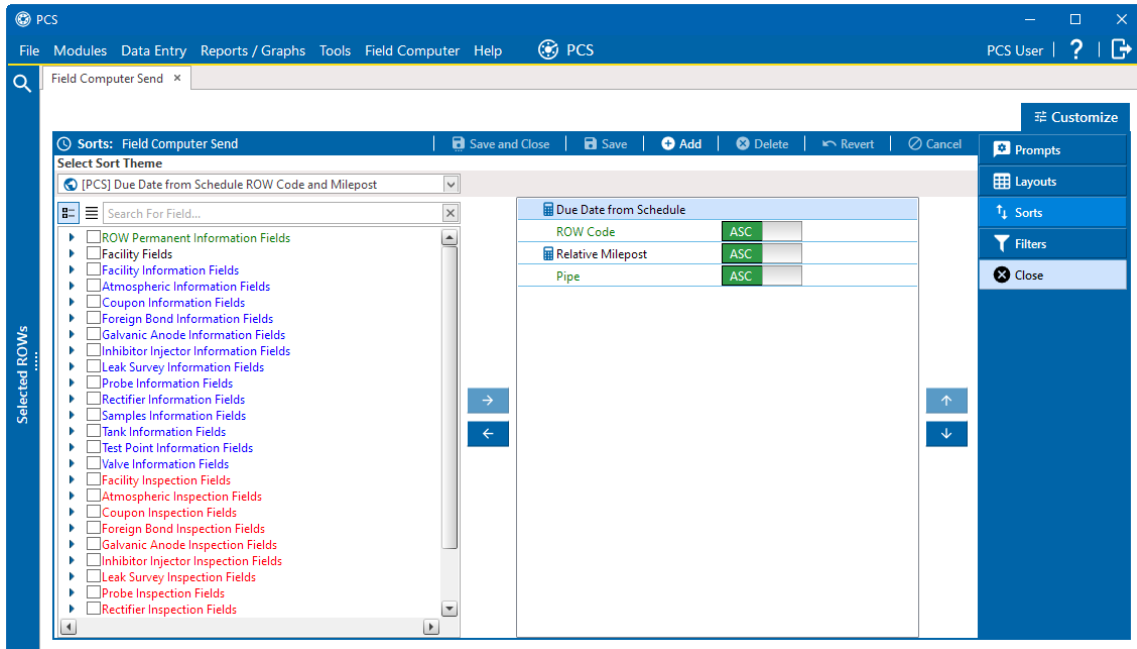 PCS
File Modules Data Entry Reports / Graphs Tools Field Computer Help PCS PCS User | ? |
Field Computer Send ×
Customize
Sorts: Field Computer Send | Save and Close | Save | Add | Delete | Revert | Cancel
Select Sort Theme
[PCS] Due Date from Schedule ROW Code and Milepost
Search For Field...
ROW Permanent Information Fields
Facility Fields
Facility Information Fields
Atmospheric Information Fields
Coupon Information Fields
Foreign Bond Information Fields
Galvanic Anode Information Fields
Inhibitor Injector Information Fields
Leak Survey Information Fields
Probe Information Fields
Rectifier Information Fields
Samples Information Fields
Tank Information Fields
Test Point Information Fields
Valve Information Fields
Facility Inspection Fields
Atmospheric Inspection Fields
Coupon Inspection Fields
Foreign Bond Inspection Fields
Galvanic Anode Inspection Fields
Inhibitor Injector Inspection Fields
Leak Survey Inspection Fields
Probe Inspection Fields
Rectifier Inspection Fields
Due Date from Schedule
ROW Code ASC
Relative Milepost ASC
Pipe ASC
Prompts
Layouts
Sorts
Filters
Close
Selected ROWs